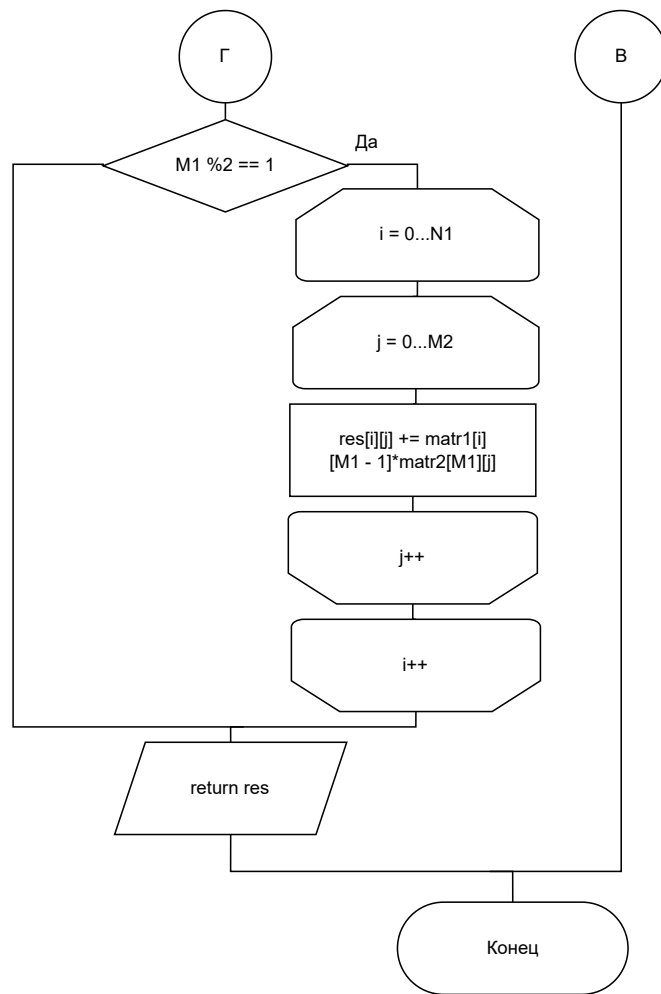 Г
В
Да
M1 %2 == 1
i = 0...N1
j = 0...M2
res[i][j] += matr1[i]
[M1 - 1]*matr2[M1][j]
j++
i++
return res
Конец